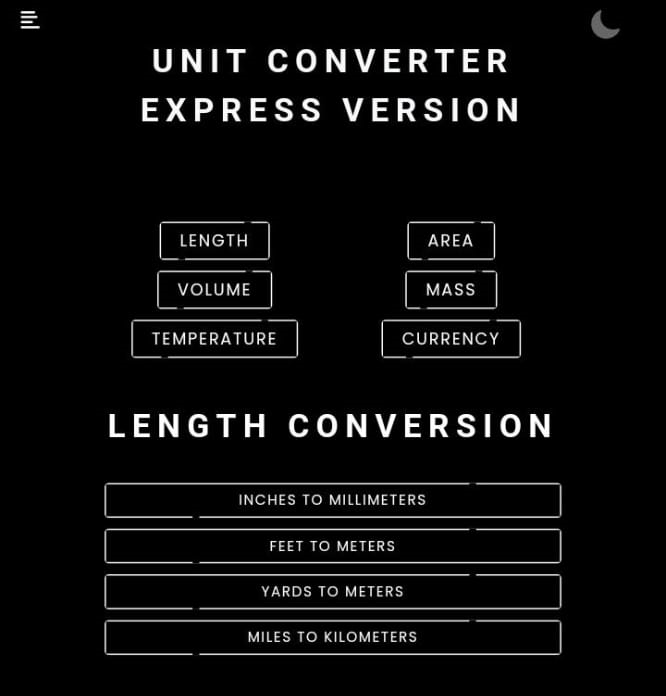 UNIT CONVERTER
EXPRESS VERSION
LENGTH
AREA
VOLUME
MASS
TEMPERATURE
CURRENCY
LENGTH CONVERSION
INCHES TO MILLIMETERS
FEET TO METERS
YARDS TO METERS
MILES TO KILOMETERS